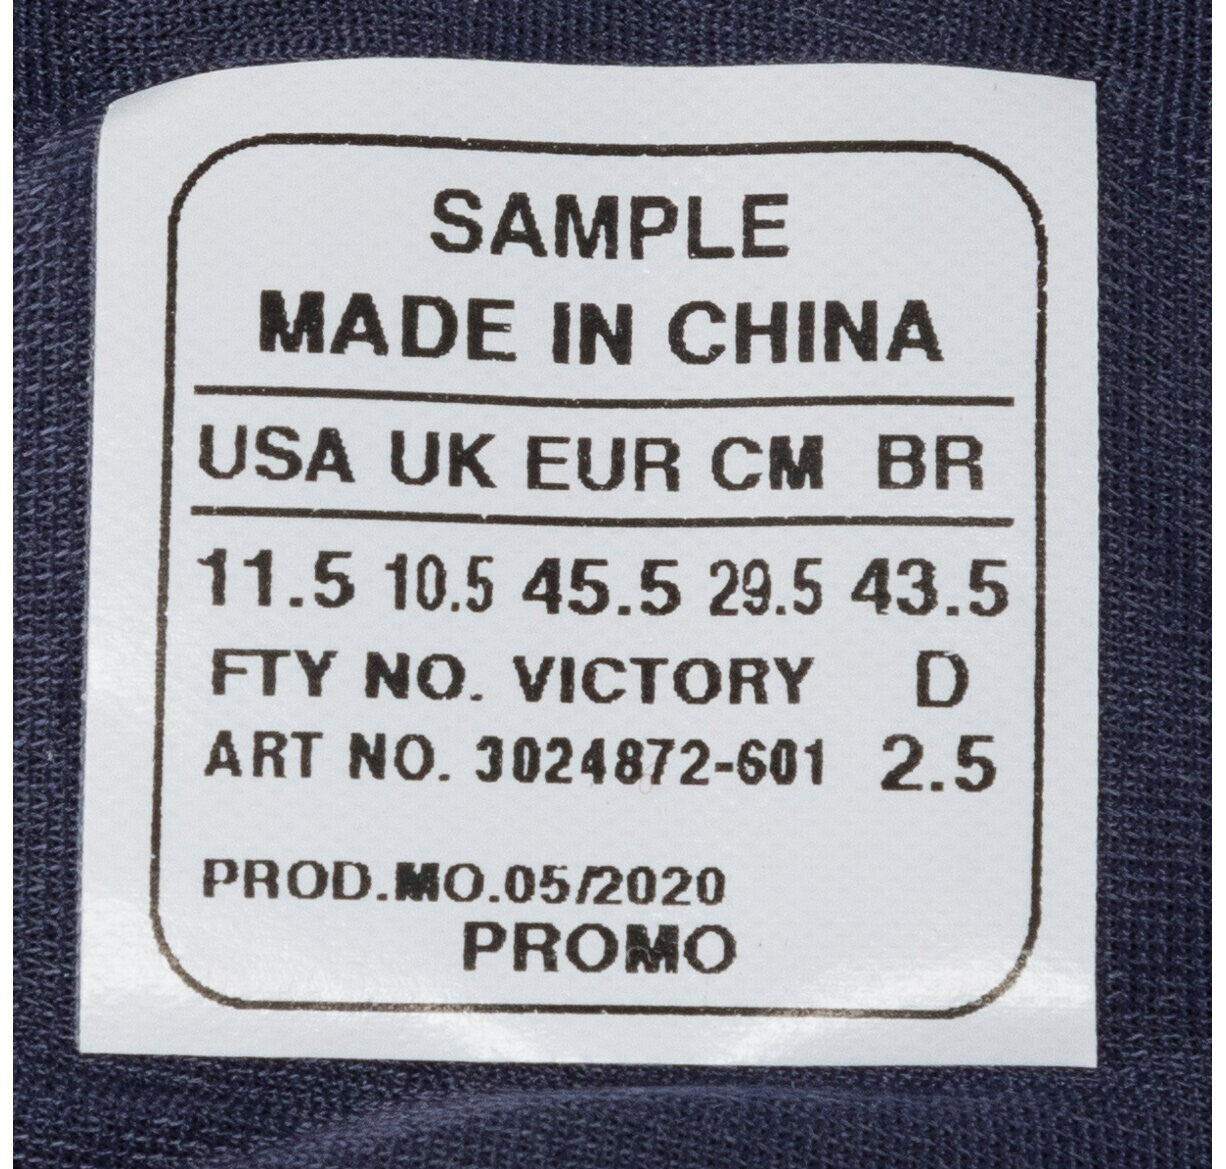 SAMPLE
MADE IN CHINA
USA UK EUR CM BR
11.5 10.5 45.5 29.5 43.5
FTY NO. VICTORY D
ART NO. 3024872-601 2.5
PROD.MO.05/2020
PROMO